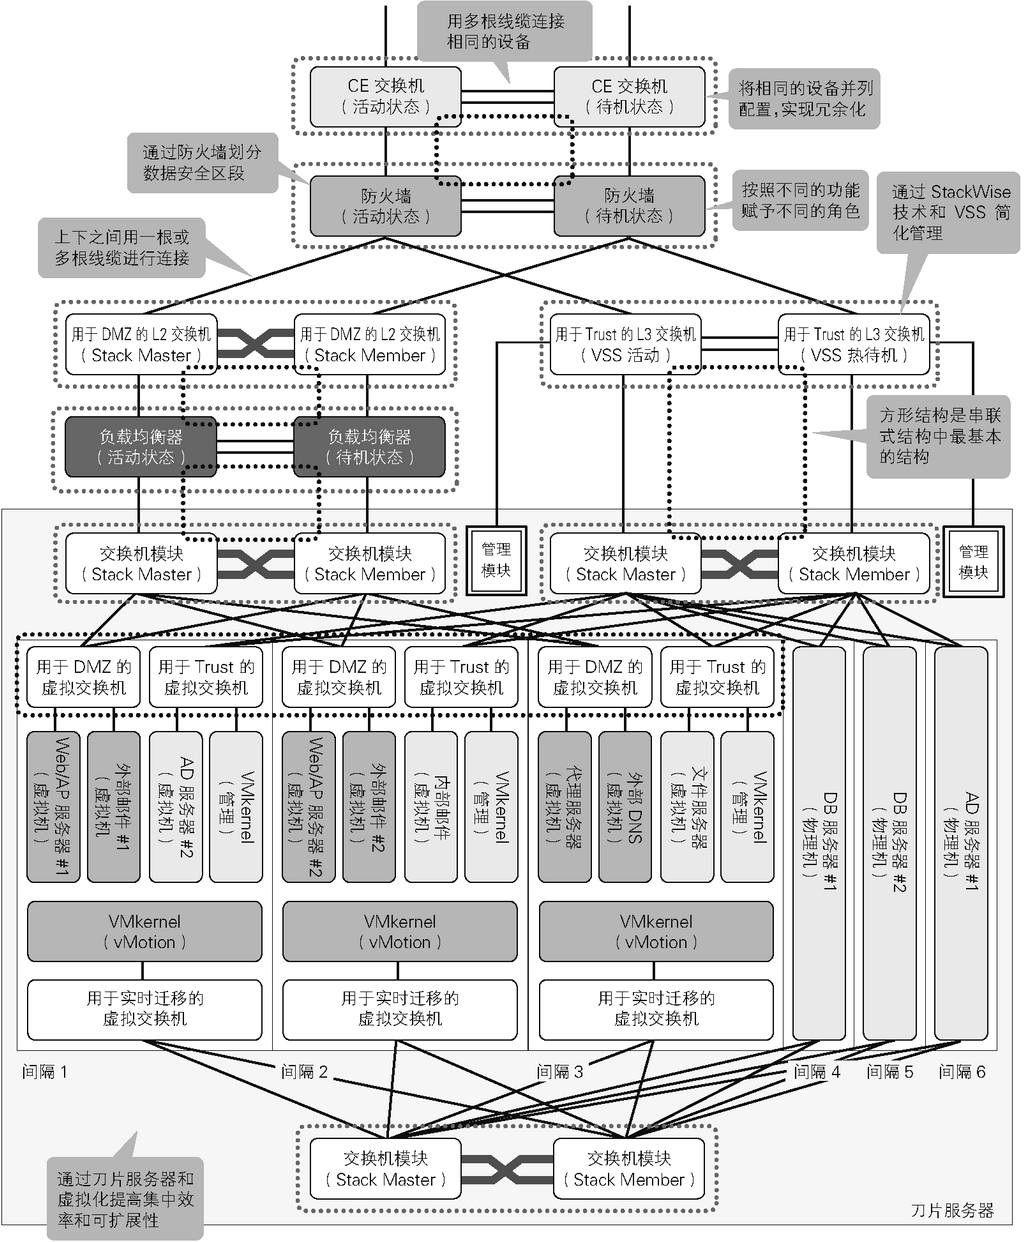 用多根线缆连接
相同的设备
CE 交换机
（活动状态）
CE 交换机
（待机状态）
将相同的设备并列
配置，实现冗余化
通过防火墙划分
数据安全区段
防火墙
（活动状态）
防火墙
（待机状态）
按照不同的功能
赋予不同的角色
通过 StackWise
技术和 VSS 简
化管理
上下之间用一根或
多根线缆进行连接
用于 DMZ 的 L2 交换机
（Stack Master）
用于 DMZ 的 L2 交换机
（Stack Member）
用于 Trust 的 L3 交换机
（VSS 活动）
用于 Trust 的 L3 交换机
（VSS 热待机）
负载均衡器
（活动状态）
负载均衡器
（待机状态）
方形结构是串联
式结构中最基本
的结构
交换机模块
（Stack Master）
交换机模块
（Stack Member）
管理
模块
交换机模块
（Stack Master）
交换机模块
（Stack Member）
管理
模块
用于 DMZ 的
虚拟交换机
用于 Trust 的
虚拟交换机
用于 DMZ 的
虚拟交换机
用于 Trust 的
虚拟交换机
用于 DMZ 的
虚拟交换机
用于 Trust 的
虚拟交换机
Web/AP 服务器 #1
（虚拟机）
外部邮件 #1
（虚拟机）
AD 服务器 #2
（虚拟机）
VMkernel
（管理）
Web/AP 服务器 #2
（虚拟机）
外部邮件 #2
（虚拟机）
内部邮件
（虚拟机）
VMkernel
（管理）
代理服务器
（虚拟机）
外部 DNS
（虚拟机）
文件服务器
（虚拟机）
VMkernel
（管理）
DB 服务器 #1
（物理机）
DB 服务器 #2
（物理机）
AD 服务器 #1
（物理机）
VMkernel
（vMotion）
VMkernel
（vMotion）
VMkernel
（vMotion）
用于实时迁移的
虚拟交换机
用于实时迁移的
虚拟交换机
用于实时迁移的
虚拟交换机
间隔 1
间隔 2
间隔 3
间隔 4
间隔 5
间隔 6
交换机模块
（Stack Master）
交换机模块
（Stack Member）
通过刀片服务器和
虚拟化提高集中效
率和可扩展性
刀片服务器